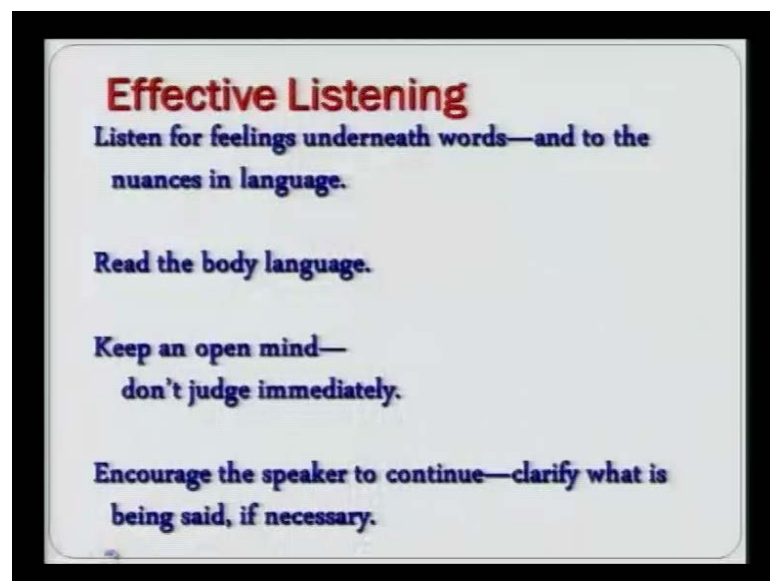 Effective Listening
Listen for feelings underneath words—and to the
nuances in language.
Read the body language.
Keep an open mind—
don't judge immediately.
Encourage the speaker to continue—clarify what is
being said, if necessary.